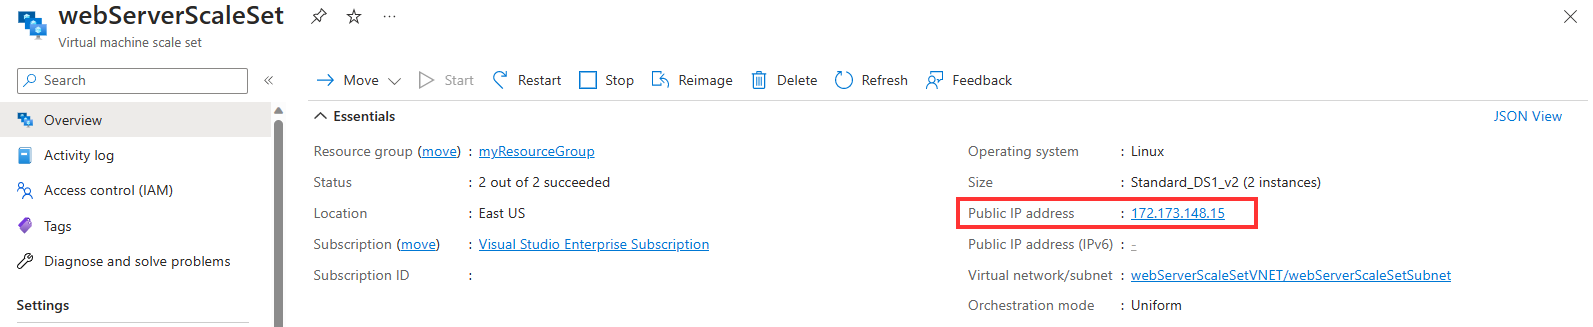 webServerScaleSet
Virtual machine scale set
Search
Move Start Restart Stop Reimage Delete Refresh Feedback
Overview
Activity log
Access control (IAM)
Tags
Diagnose and solve problems
Settings
Essentials
JSON View
Resource group (move) : myResourceGroup
Status : 2 out of 2 succeeded
Location : East US
Subscription (move) : Visual Studio Enterprise Subscription
Subscription ID :
Operating system : Linux
Size : Standard_DS1_v2 (2 instances)
Public IP address : 172.173.148.15
Public IP address (IPv6) : -
Virtual network/subnet : webServerScaleSetVNET/webServerScaleSetSubnet
Orchestration mode : Uniform